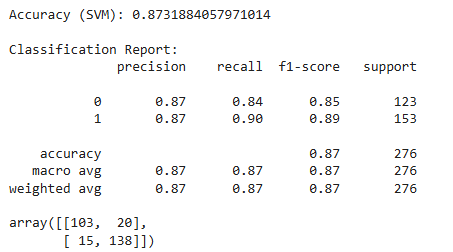 Accuracy (SVM): 0.8731884057971014
Classification Report:
precision recall f1-score support
0 0.87 0.84 0.85 123
1 0.87 0.90 0.89 153
accuracy 0.87 276
macro avg 0.87 0.87 0.87 276
weighted avg 0.87 0.87 0.87 276
array([[103, 20],
[ 15, 138]])